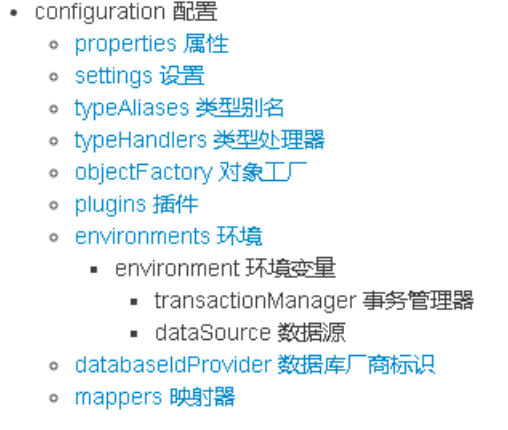 configuration 配置
properties 属性
settings 设置
typeAliases 类型别名
typeHandlers 类型处理器
objectFactory 对象工厂
plugins 插件
environments 环境
environment 环境变量
transactionManager 事务管理器
dataSource 数据源
databaseIdProvider 数据库厂商标识
mappers 映射器